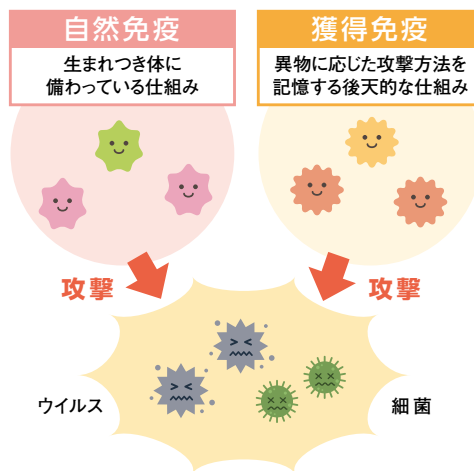 自然免疫
生まれつき体に
備わっている仕組み
獲得免疫
異物に応じた攻撃方法を
記憶する後天的な仕組み
攻撃
攻撃
ウイルス
細菌